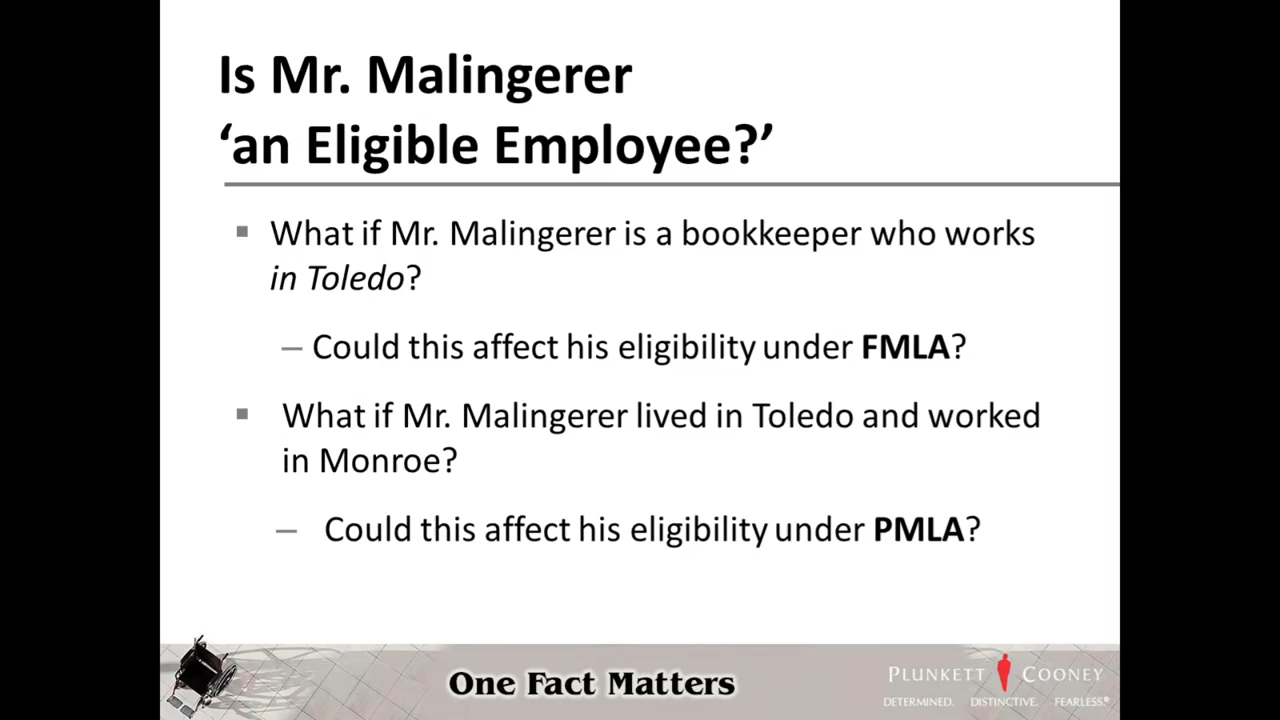 Is Mr. Malingerer
‘an Eligible Employee?’
▪ What if Mr. Malingerer is a bookkeeper who works
in Toledo?
– Could this affect his eligibility under FMLA?
▪ What if Mr. Malingerer lived in Toledo and worked
in Monroe?
– Could this affect his eligibility under PMLA?
One Fact Matters
PLUNKETT COONEY
DETERMINED. DISTINCTIVE. FEARLESS.®